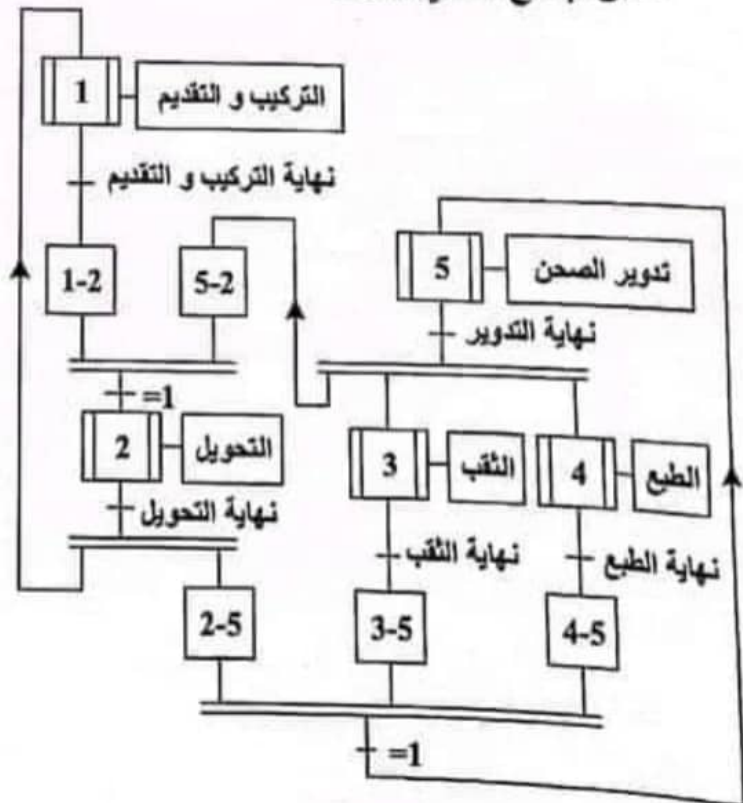 1
التركيب و التقديم
نهاية التركيب و التقديم
1-2
5-2
5
تدوير الصحن
نهاية التدوير
=1
2
التحويل
نهاية التحويل
3
الثقب
4
الطبع
نهاية الثقب
نهاية الطبع
2-5
3-5
4-5
=1